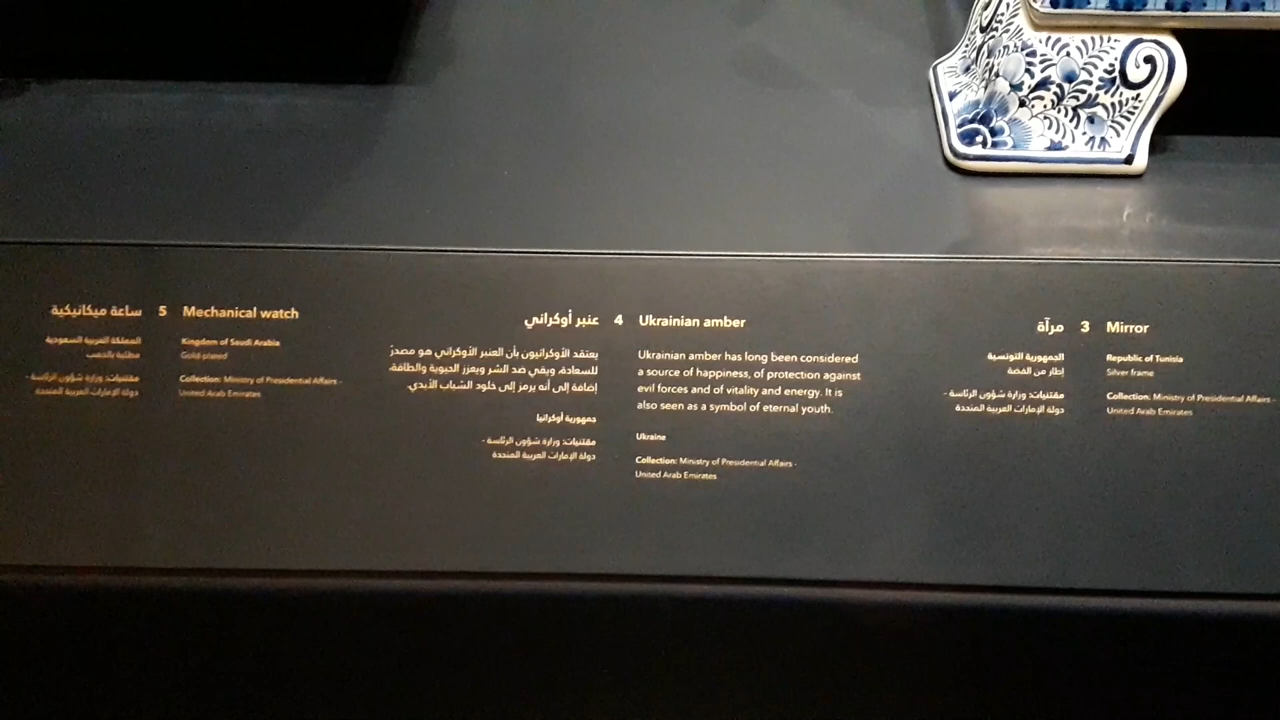 ساعة ميكانيكية 5 Mechanical watch
المملكة العربية السعودية
مطلية بالذهب
مقتنيات: وزارة شؤون الرئاسة -
دولة الإمارات العربية المتحدة
Kingdom of Saudi Arabia
Gold-plated
Collection: Ministry of Presidential Affairs -
United Arab Emirates
عنبر أوكراني 4 Ukrainian amber
يعتقد الأوكرانيون بأن العنبر الأوكراني هو مصدرٌ
للسعادة، ويقي ضد الشر ويعزز الحيوية والطاقة،
إضافة إلى أنه يرمز إلى خلود الشباب الأبدي.
جمهورية أوكرانيا
مقتنيات: وزارة شؤون الرئاسة -
دولة الإمارات العربية المتحدة
Ukrainian amber has long been considered
a source of happiness, of protection against
evil forces and of vitality and energy. It is
also seen as a symbol of eternal youth.
Ukraine
Collection: Ministry of Presidential Affairs -
United Arab Emirates
مرآة 3 Mirror
الجمهورية التونسية
إطار من الفضة
مقتنيات: وزارة شؤون الرئاسة -
دولة الإمارات العربية المتحدة
Republic of Tunisia
Silver frame
Collection: Ministry of Presidential Affairs -
United Arab Emirates